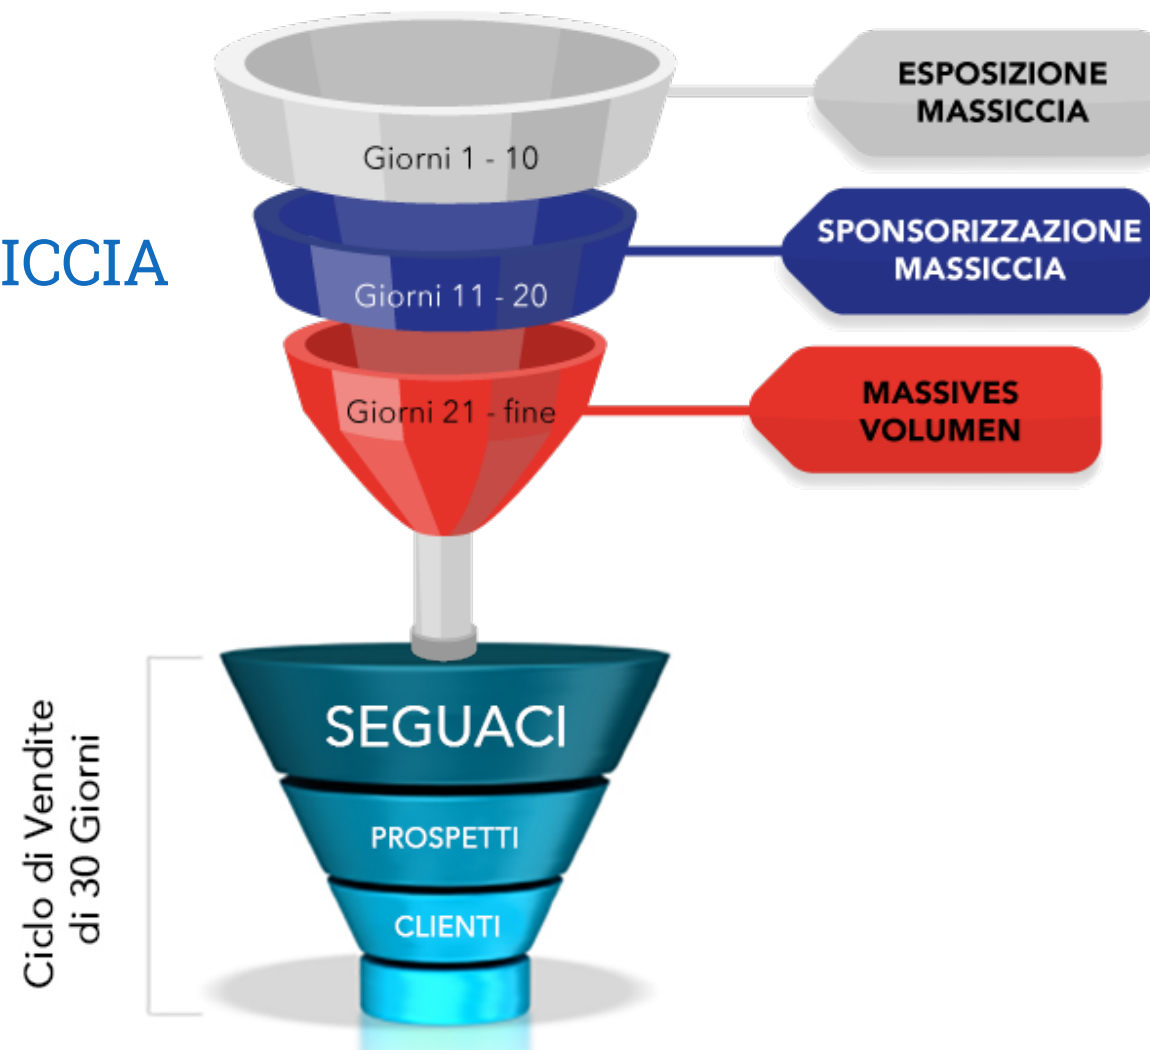 ESPOSIZIONE
MASSICCIA
Giorni 1 - 10
ICCIA
SPONSORIZZAZIONE
MASSICCIA
Giorni 11 - 20
MASSIVES
VOLUMEN
Giorni 21 - fine
SEGUACI
PROSPETTI
CLIENTI
Ciclo di Vendite
di 30 Giorni